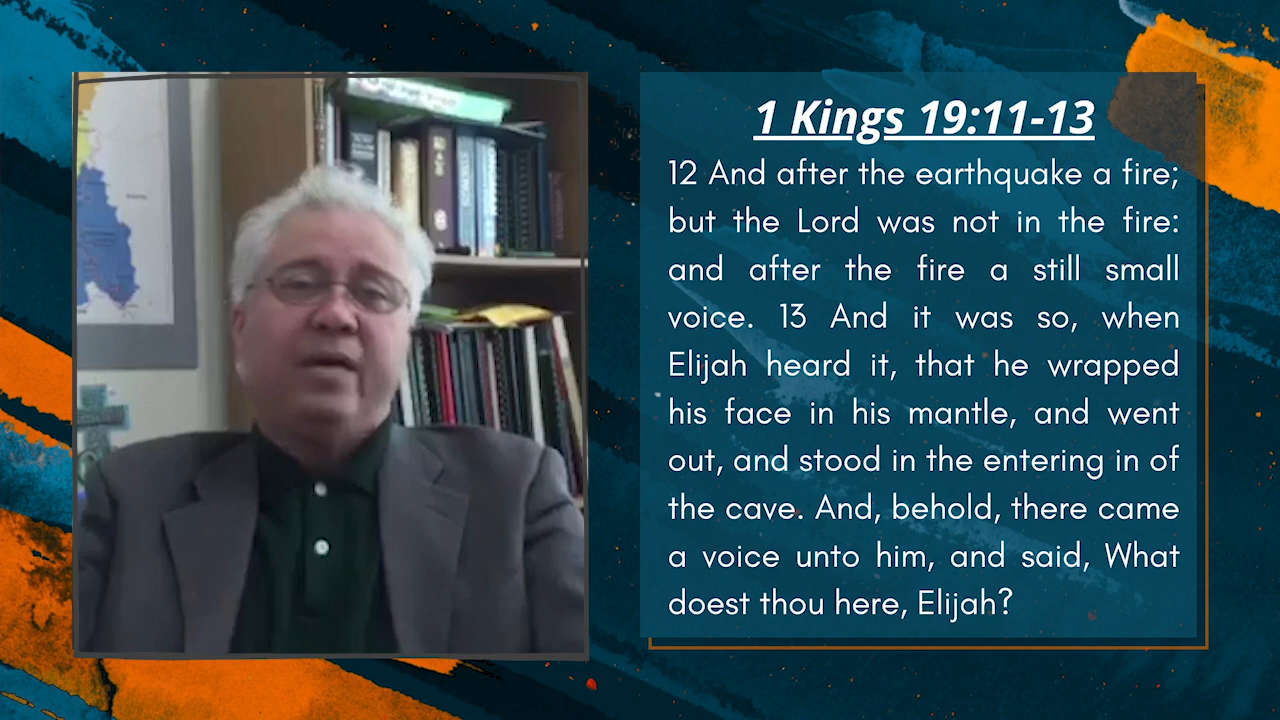 1 Kings 19:11-13
12 And after the earthquake a fire;
but the Lord was not in the fire:
and after the fire a still small
voice. 13 And it was so, when
Elijah heard it, that he wrapped
his face in his mantle, and went
out, and stood in the entering in of
the cave. And, behold, there came
a voice unto him, and said, What
doest thou here, Elijah?